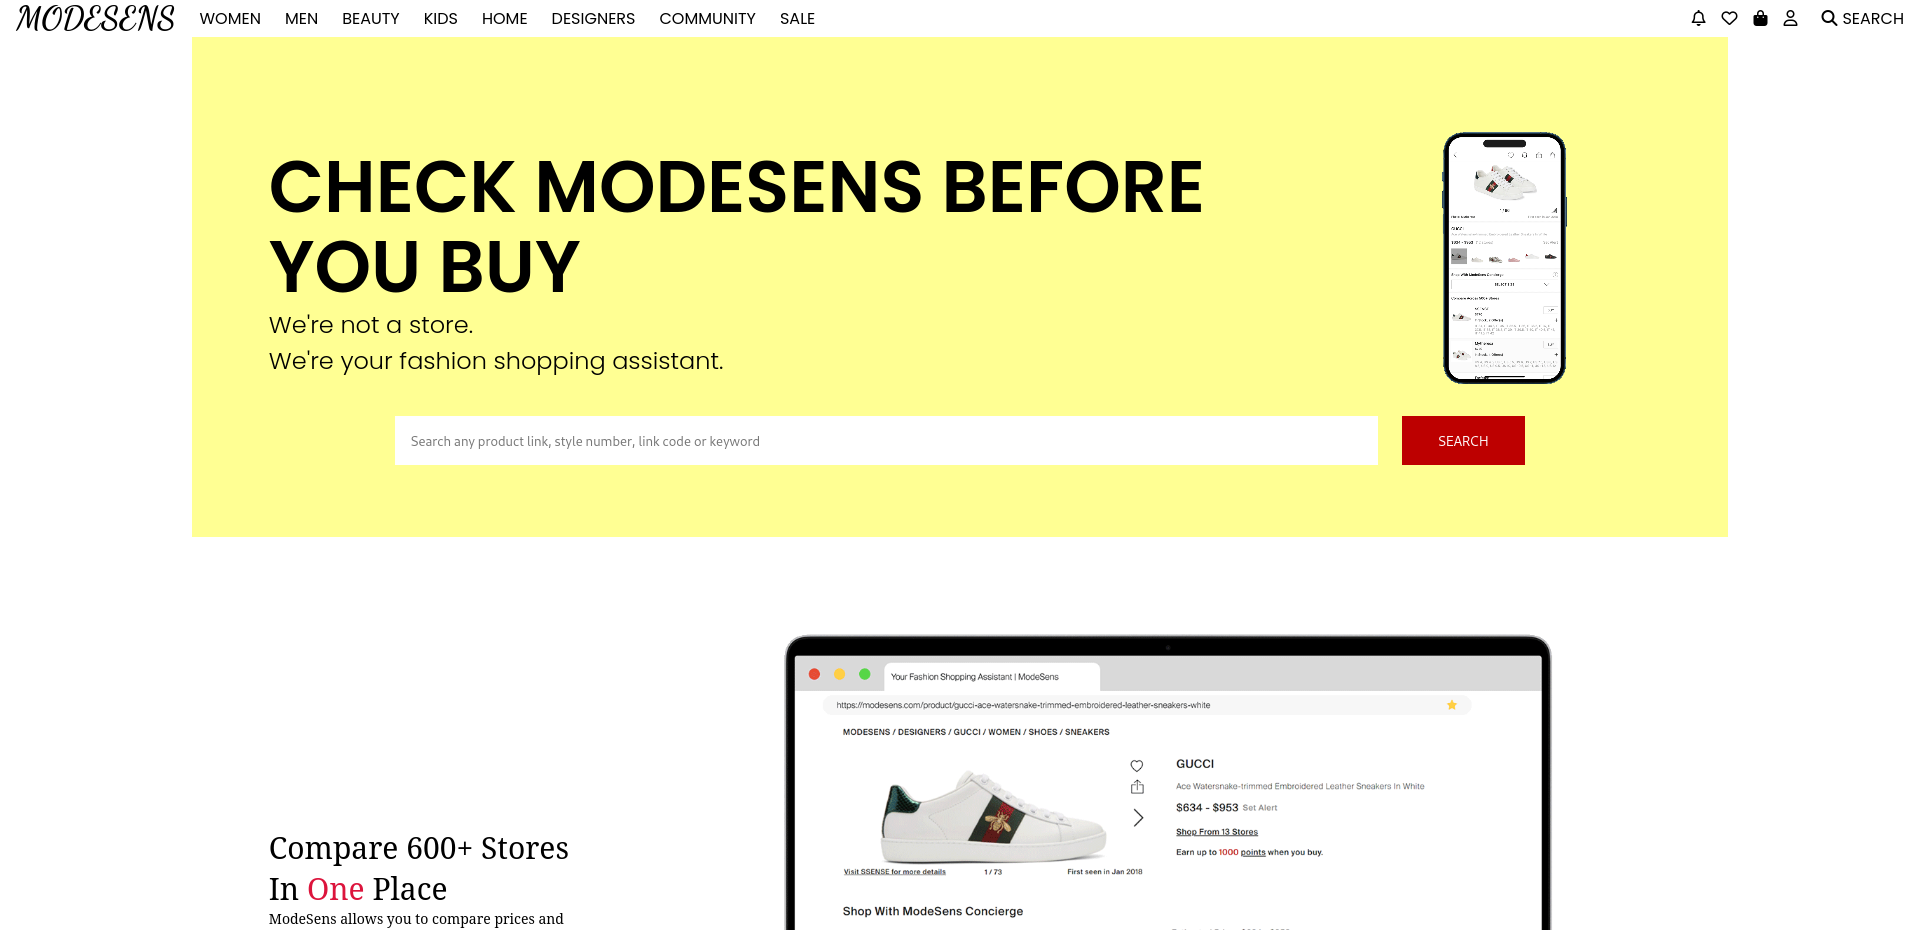 MODESENS WOMEN MEN BEAUTY KIDS HOME DESIGNERS COMMUNITY SALE SEARCH
CHECK MODESENS BEFORE
YOU BUY
We're not a store.
We're your fashion shopping assistant.
Search any product link, style number, link code or keyword
SEARCH
GUCCI
Your Fashion Shopping Assistant | ModeSens
https://modesens.com/product/gucci-ace-watersnake-trimmed-embroidered-leather-sneakers-white
MODESENS / DESIGNERS / GUCCI / WOMEN / SHOES / SNEAKERS
GUCCI
Ace Watersnake-trimmed Embroidered Leather Sneakers In White
$634 - $953 Set Alert
Shop From 13 Stores
Earn up to 1000 points when you buy.
Visit SSENSE for more details 1 / 73 First seen in Jan 2018
Shop With ModeSens Concierge
Compare 600+ Stores
In One Place
ModeSens allows you to compare prices and